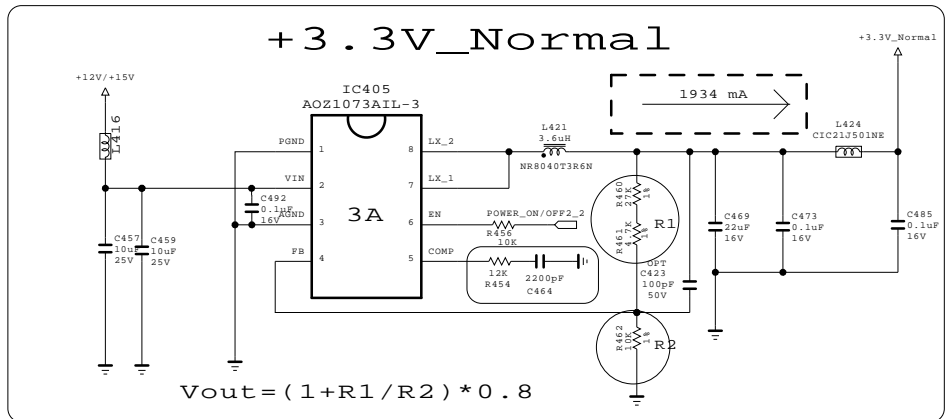 +3.3V_Normal
+3.3V_Normal
+12V/+15V
IC405
AOZ1073AIL-3
1934 mA
L416
L421
3.6uH
NR8040T3R6N
L424
CIC21J501NE
PGND
1
8
LX_2
VIN
2
7
LX_1
C492
0.1uF
16V
AGND
3
3A
6
EN
POWER_ON/OFF2_2
R456
10K
FB
4
5
COMP
12K
R454
2200pF
C464
R460
27K
1%
R461
4.7K
1%
R1
OPT
C423
100pF
50V
C457
10uF
25V
C459
10uF
25V
C469
22uF
16V
C473
0.1uF
16V
C485
0.1uF
16V
R462
10K
1%
R2
Vout=(1+R1/R2)*0.8